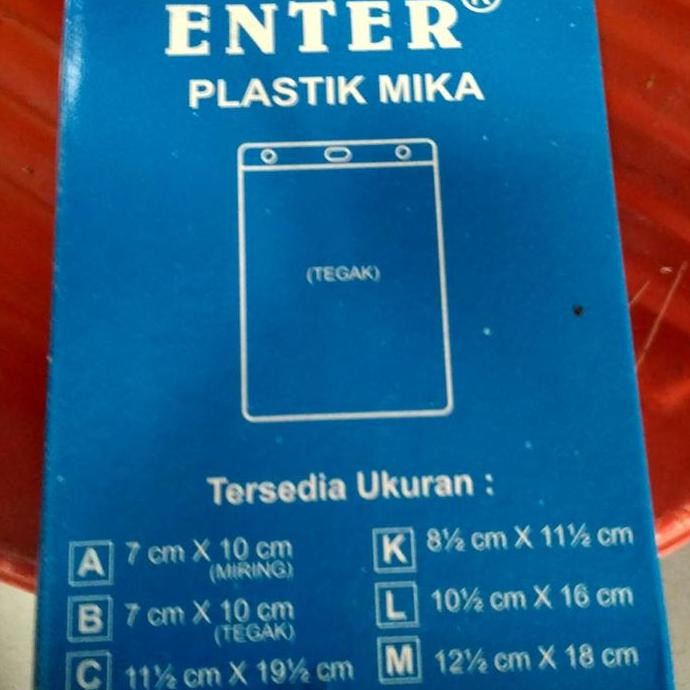 ENTER®
PLASTIK MIKA
(TEGAK)
Tersedia Ukuran :
A 7 cm X 10 cm
(MIRING)
B 7 cm X 10 cm
(TEGAK)
C 11½ cm X 19½ cm
K 8½ cm X 11½ cm
L 10½ cm X 16 cm
M 12½ cm X 18 cm